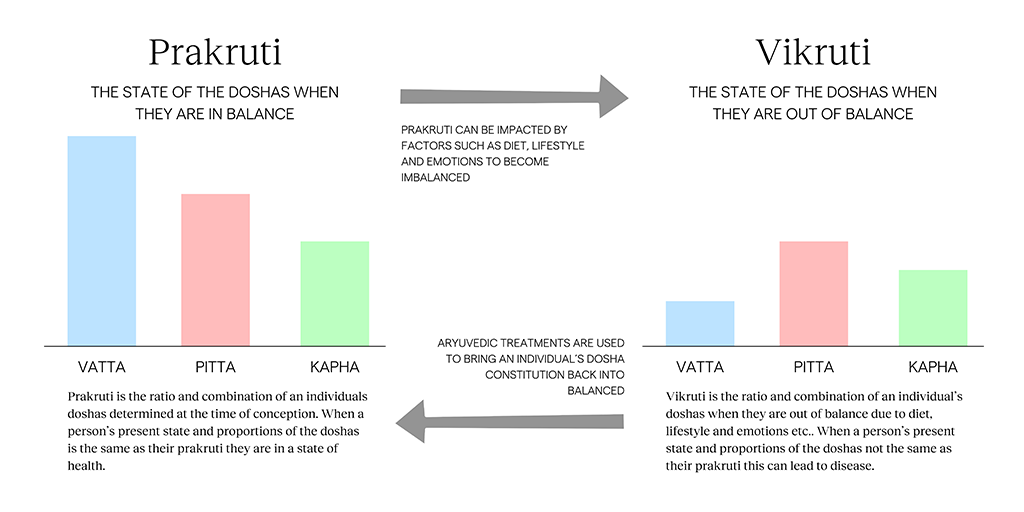 Prakruti
THE STATE OF THE DOSHAS WHEN
THEY ARE IN BALANCE
VATTA
PITTA
KAPHA
Prakruti is the ratio and combination of an individuals
doshas determined at the time of conception. When a
person's present state and proportions of the doshas
is the same as their prakruti they are in a state of
health.
PRAKRUTI CAN BE IMPACTED BY
FACTORS SUCH AS DIET, LIFESTYLE
AND EMOTIONS TO BECOME
IMBALANCED
ARYUVEDIC TREATMENTS ARE USED
TO BRING AN INDIVIDUAL'S DOSHA
CONSTITUTION BACK INTO
BALANCED
Vikruti
THE STATE OF THE DOSHAS WHEN
THEY ARE OUT OF BALANCE
VATTA
PITTA
KAPHA
Vikruti is the ratio and combination of an individual's
doshas when they are out of balance due to diet,
lifestyle and emotions etc.. When a person's present
state and proportions of the doshas not the same as
their prakruti this can lead to disease.